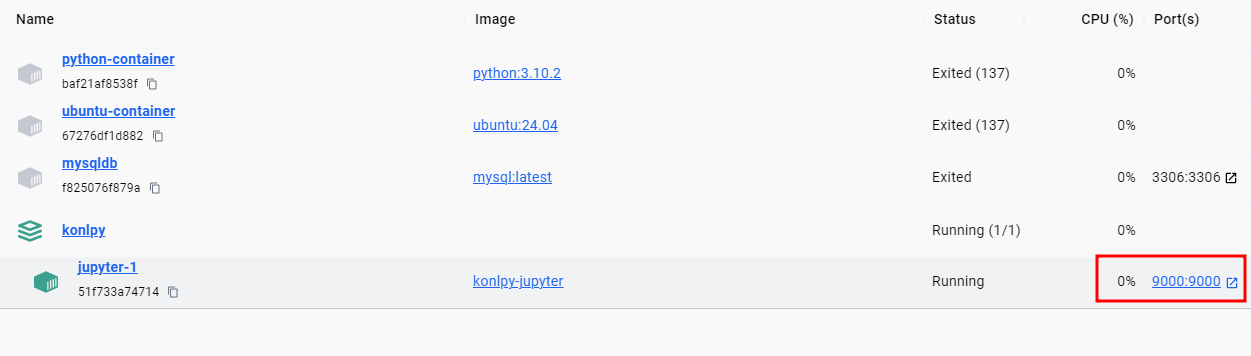 Name Image Status CPU (%) Port(s)
python-container
baf21af8538f
python:3.10.2 Exited (137) 0%
ubuntu-container
67276df1d882
ubuntu:24.04 Exited (137) 0%
mysqldb
f825076f879a
mysql:latest Exited 0% 3306:3306
konlpy Running (1/1) 0%
jupyter-1
51f733a74714
konlpy-jupyter Running 0% 9000:9000